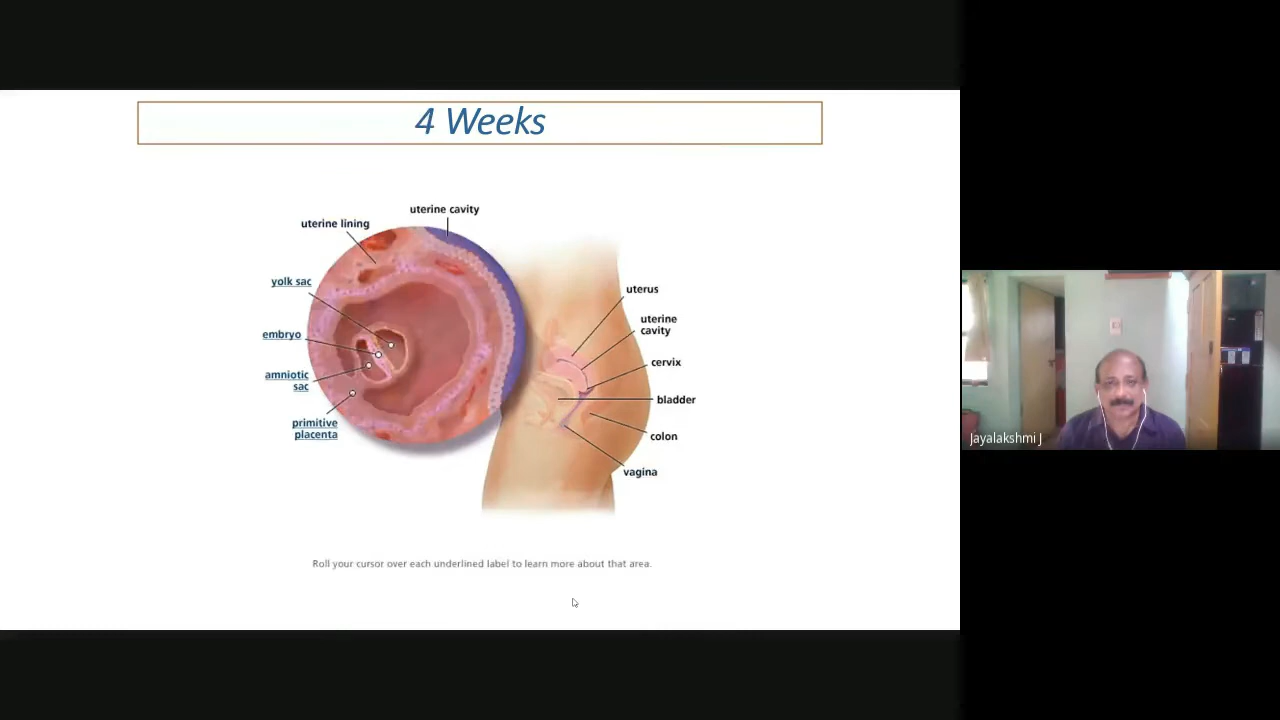 4 Weeks
uterine cavity
uterine lining
yolk sac
embryo
amniotic
sac
primitive
placenta
uterus
uterine
cavity
cervix
bladder
colon
vagina
Roll your cursor over each underlined label to learn more about that area.
Jayalakshmi J